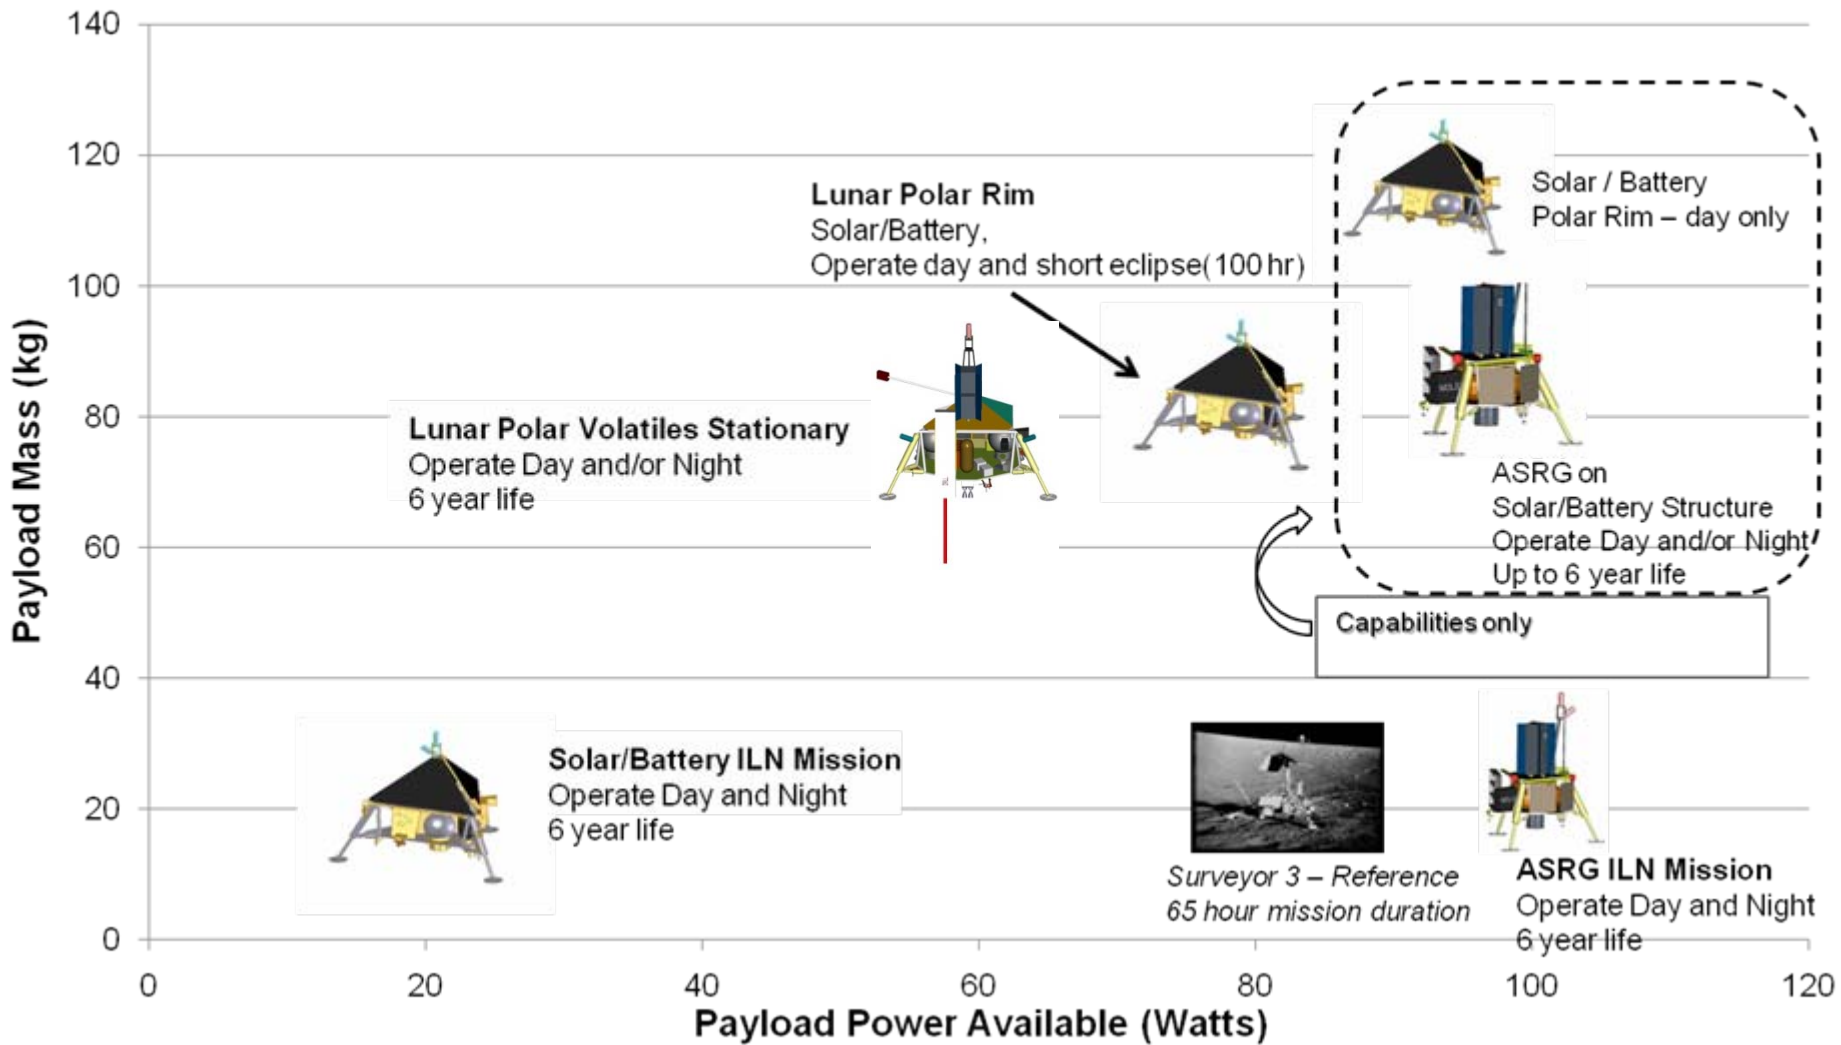 140
120
100
80
60
40
20
0
Payload Mass (kg)
0
20
40
60
80
100
120
Payload Power Available (Watts)
Lunar Polar Rim
Solar/Battery,
Operate day and short eclipse(100 hr)
Solar / Battery
Polar Rim – day only
Lunar Polar Volatiles Stationary
Operate Day and/or Night
6 year life
ASRG on
Solar/Battery Structure
Operate Day and/or Night
Up to 6 year life
Capabilities only
Solar/Battery ILN Mission
Operate Day and Night
6 year life
Surveyor 3 – Reference
65 hour mission duration
ASRG ILN Mission
Operate Day and Night
6 year life